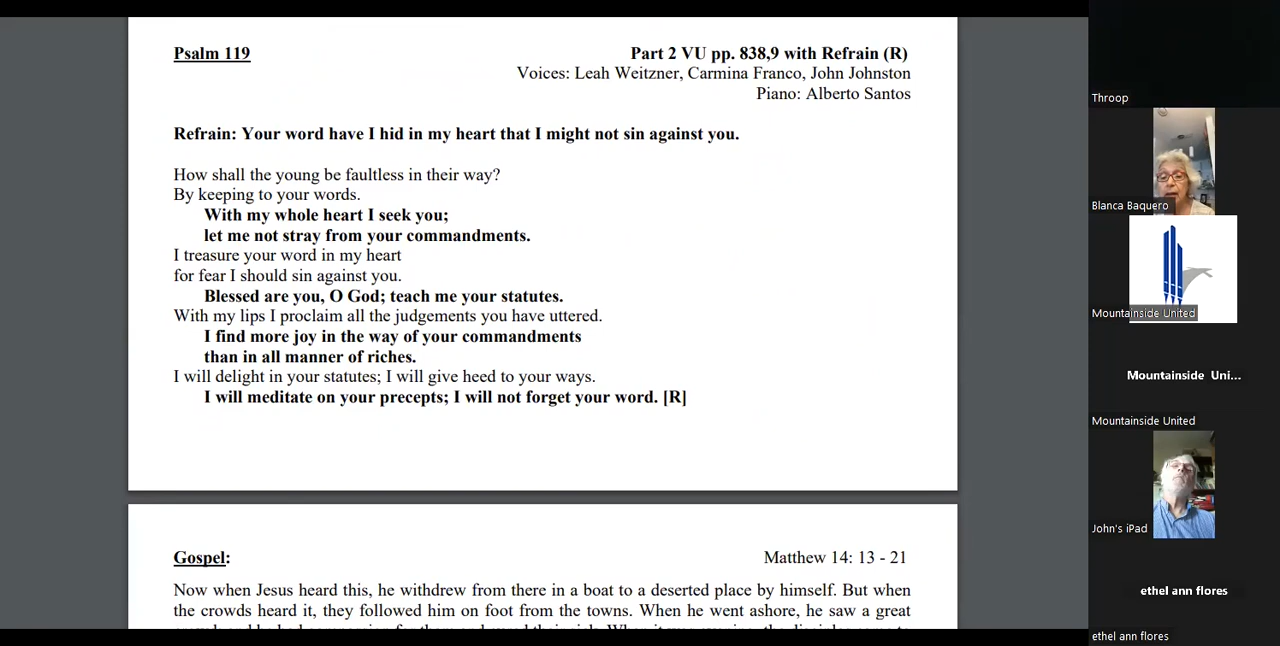 Psalm 119
Part 2 VU pp. 838,9 with Refrain (R)
Voices: Leah Weitzner, Carmina Franco, John Johnston
Piano: Alberto Santos
Refrain: Your word have I hid in my heart that I might not sin against you.
How shall the young be faultless in their way?
By keeping to your words.
With my whole heart I seek you;
let me not stray from your commandments.
I treasure your word in my heart
for fear I should sin against you.
Blessed are you, O God; teach me your statutes.
With my lips I proclaim all the judgements you have uttered.
I find more joy in the way of your commandments
than in all manner of riches.
I will delight in your statutes; I will give heed to your ways.
I will meditate on your precepts; I will not forget your word. [R]
Gospel:
Matthew 14: 13 - 21
Now when Jesus heard this, he withdrew from there in a boat to a deserted place by himself. But when
the crowds heard it, they followed him on foot from the towns. When he went ashore, he saw a great
Throop
Blanca Baquero
Mountainside United
Mountainside Uni...
Mountainside United
John's iPad
ethel ann flores
ethel ann flores